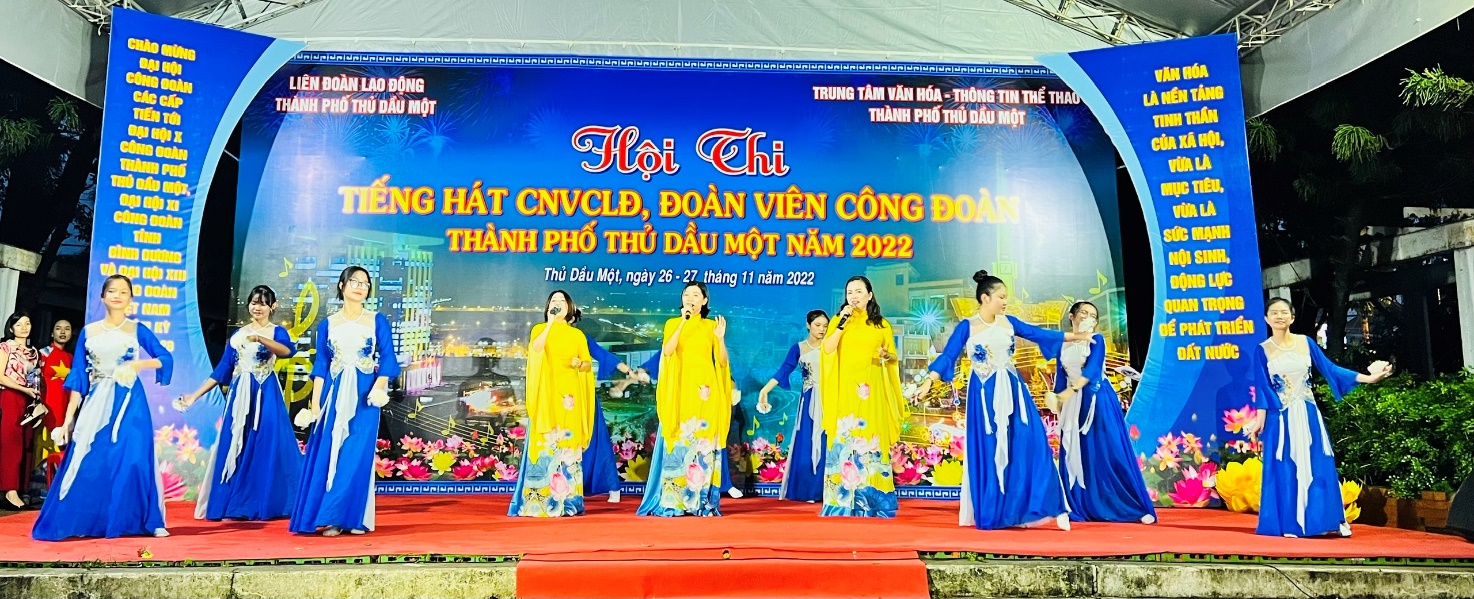 CHÀO MỪNG
ĐẠI HỘI
CÔNG ĐOÀN
CÁC CẤP
TIẾN TỚI
ĐẠI HỘI X
CÔNG ĐOÀN
THÀNH PHỐ
THỦ DẦU MỘT,
ĐẠI HỘI XI
CÔNG ĐOÀN
TỈNH
BÌNH DƯƠNG
VÀ ĐẠI HỘI XIII
LIÊN ĐOÀN LAO ĐỘNG
THÀNH PHỐ THỦ DẦU MỘT
TRUNG TÂM VĂN HÓA - THÔNG TIN THỂ THAO
THÀNH PHỐ THỦ DẦU MỘT
Hội Thi
TIẾNG HÁT CNVCLĐ, ĐOÀN VIÊN CÔNG ĐOÀN
THÀNH PHỐ THỦ DẦU MỘT NĂM 2022
Thủ Dầu Một, ngày 26 - 27, tháng 11 năm 2022
VĂN HÓA
LÀ NỀN TẢNG
TINH THẦN
CỦA XÃ HỘI,
VỪA LÀ
MỤC TIÊU,
VỪA LÀ
SỨC MẠNH
NỘI SINH,
ĐỘNG LỰC
QUAN TRỌNG
ĐỂ PHÁT TRIỂN
ĐẤT NƯỚC